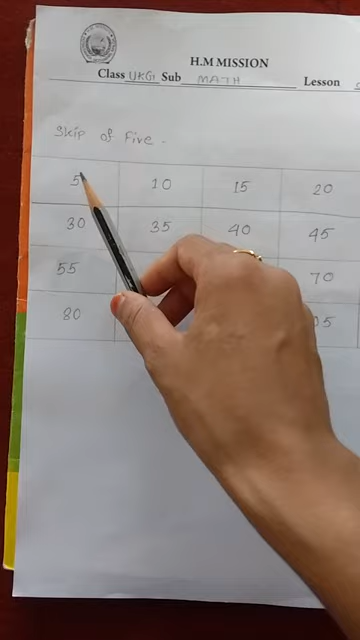 H.M MISSION
Class UKG1 Sub MATH Lesson
Skip of Five.
5 10 15 20
30 35 40 45
55 70
80